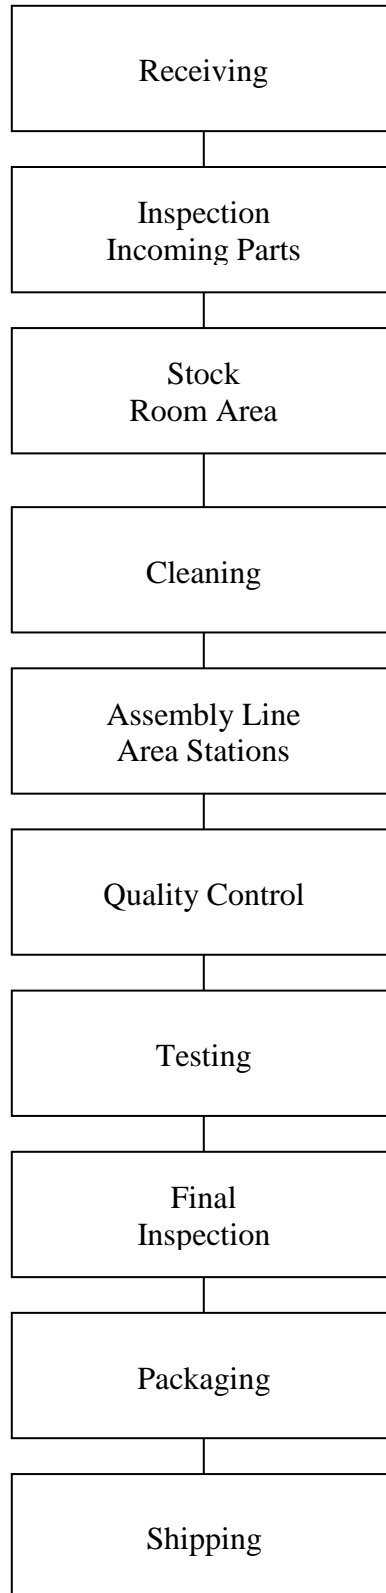 Receiving
Inspection
Incoming Parts
Stock
Room Area
Cleaning
Assembly Line
Area Stations
Quality Control
Testing
Final
Inspection
Packaging
Shipping